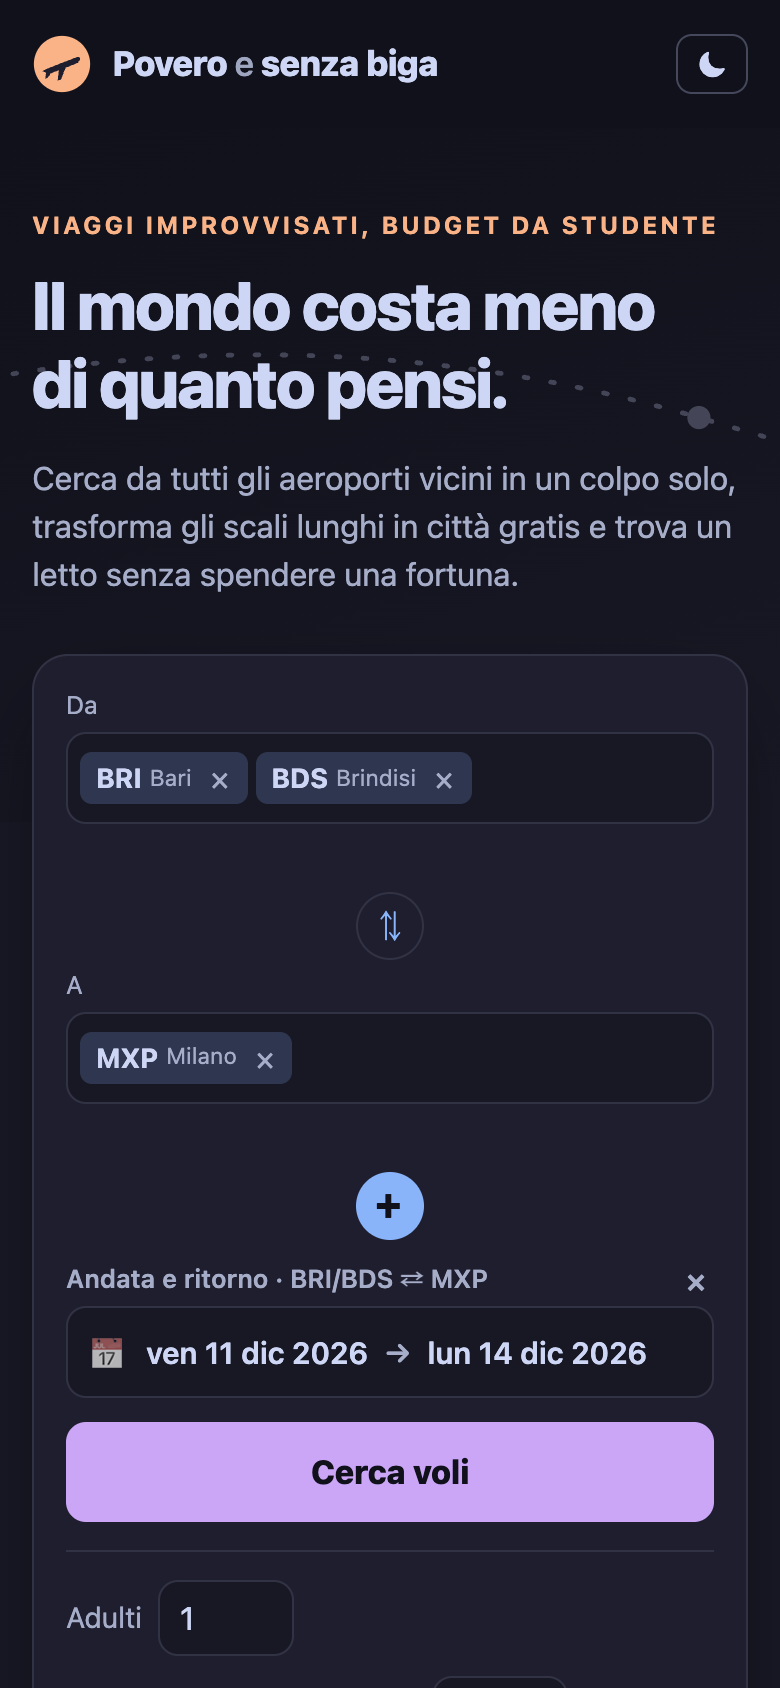 Povero e senza biga
VIAGGI IMPROVVISATI, BUDGET DA STUDENTE
Il mondo costa meno
di quanto pensi.
Cerca da tutti gli aeroporti vicini in un colpo solo,
trasforma gli scali lunghi in città gratis e trova un
letto senza spendere una fortuna.
Da
BRI Bari × BDS Brindisi ×
A
MXP Milano ×
+
Andata e ritorno · BRI/BDS ⇄ MXP ×
JUL 17 ven 11 dic 2026 → lun 14 dic 2026
Cerca voli
Adulti 1